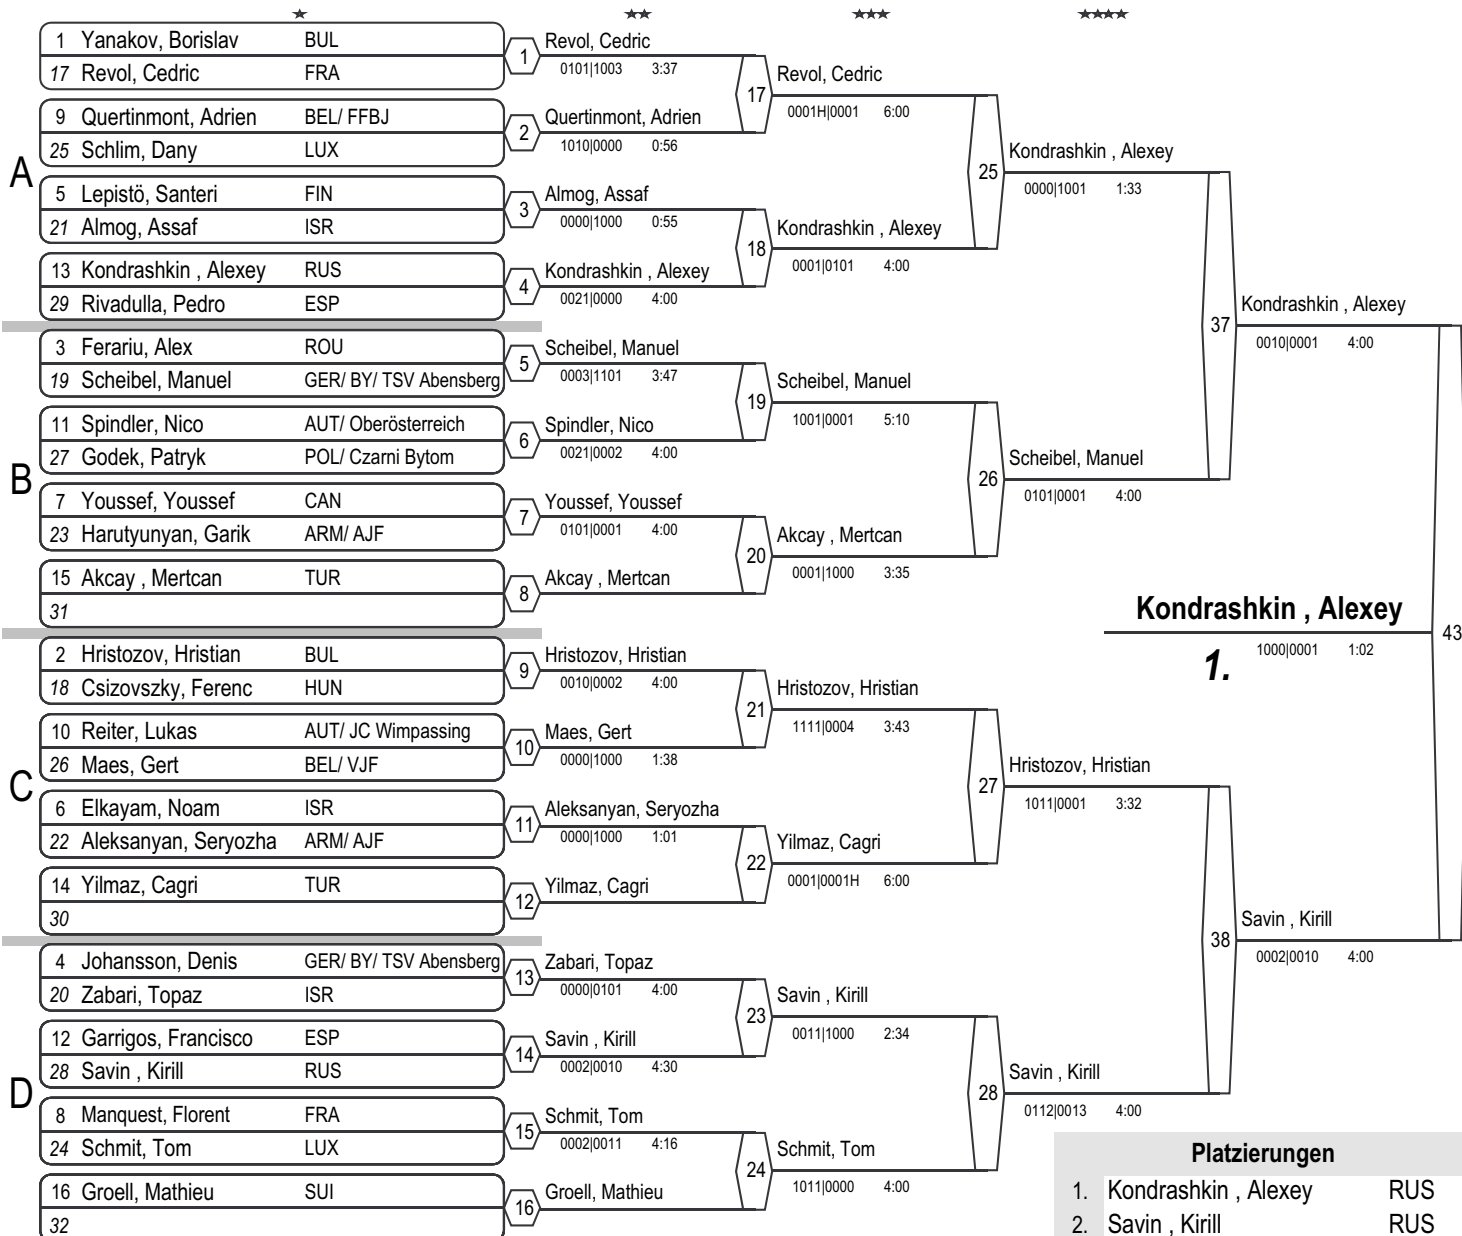 1 Yanakov, Borislav BUL
17 Revol, Cedric FRA
9 Quertinmont, Adrien BEL/ FFBJ
25 Schlim, Dany LUX
A
5 Lepistö, Santeri FIN
21 Almog, Assaf ISR
13 Kondrashkin , Alexey RUS
29 Rivadulla, Pedro ESP
3 Ferariu, Alex ROU
19 Scheibel, Manuel GER/ BY/ TSV Abensberg
11 Spindler, Nico AUT/ Oberösterreich
27 Godek, Patryk POL/ Czarni Bytom
B
7 Youssef, Youssef CAN
23 Harutyunyan, Garik ARM/ AJF
15 Akcay , Mertcan TUR
31
2 Hristozov, Hristian BUL
18 Csizovszky, Ferenc HUN
10 Reiter, Lukas AUT/ JC Wimpassing
26 Maes, Gert BEL/ VJF
C
6 Elkayam, Noam ISR
22 Aleksanyan, Seryozha ARM/ AJF
14 Yilmaz, Cagri TUR
30
4 Johansson, Denis GER/ BY/ TSV Abensberg
20 Zabari, Topaz ISR
12 Garrigos, Francisco ESP
28 Savin , Kirill RUS
D
8 Manquest, Florent FRA
24 Schmit, Tom LUX
16 Groell, Mathieu SUI
32
1 Revol, Cedric
0101|1003 3:37
2 Quertinmont, Adrien
1010|0000 0:56
3 Almog, Assaf
0000|1000 0:55
4 Kondrashkin , Alexey
0021|0000 4:00
5 Scheibel, Manuel
0003|1101 3:47
6 Spindler, Nico
0021|0002 4:00
7 Youssef, Youssef
0101|0001 4:00
8 Akcay , Mertcan
9 Hristozov, Hristian
0010|0002 4:00
10 Maes, Gert
0000|1000 1:38
11 Aleksanyan, Seryozha
0000|1000 1:01
12 Yilmaz, Cagri
13 Zabari, Topaz
0000|0101 4:00
14 Savin , Kirill
0002|0010 4:30
15 Schmit, Tom
0002|0011 4:16
16 Groell, Mathieu
17 Revol, Cedric
0001H|0001 6:00
18 Kondrashkin , Alexey
0001|0101 4:00
19 Scheibel, Manuel
1001|0001 5:10
20 Akcay , Mertcan
0001|1000 3:35
21 Hristozov, Hristian
1111|0004 3:43
22 Yilmaz, Cagri
0001|0001H 6:00
23 Savin , Kirill
0011|1000 2:34
24 Schmit, Tom
1011|0000 4:00
25 Kondrashkin , Alexey
0000|1001 1:33
26 Scheibel, Manuel
0101|0001 4:00
27 Hristozov, Hristian
1011|0001 3:32
28 Savin , Kirill
0112|0013 4:00
37 Kondrashkin , Alexey
0010|0001 4:00
38 Savin , Kirill
0002|0010 4:00
Kondrashkin , Alexey 43
1. 1000|0001 1:02
Platzierungen
1. Kondrashkin , Alexey RUS
2. Savin , Kirill RUS